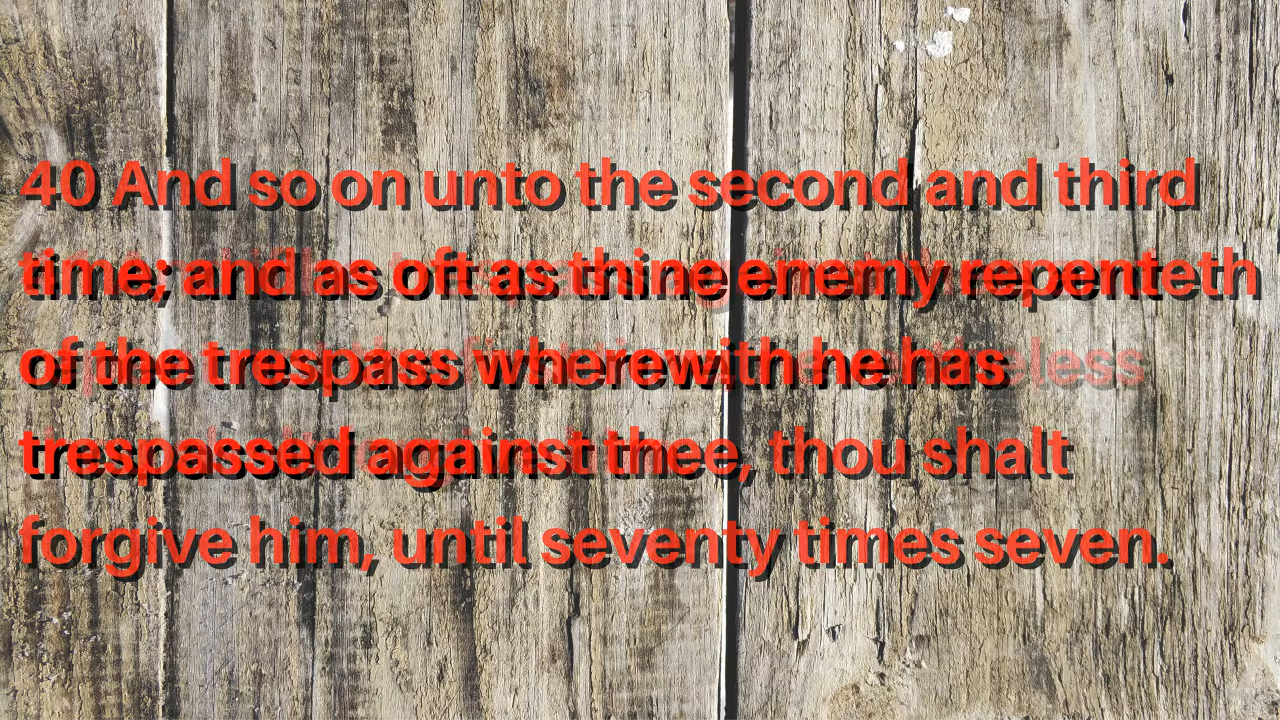 40 And so on unto the second and third
time; and as oft as thine enemy repenteth
of the trespass wherewith he has
trespassed against thee, thou shalt
forgive him, until seventy times seven.